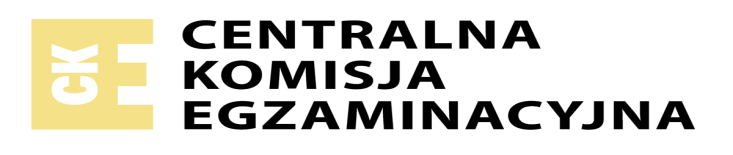 CKE
CENTRALNA
KOMISJA
EGZAMINACYJNA